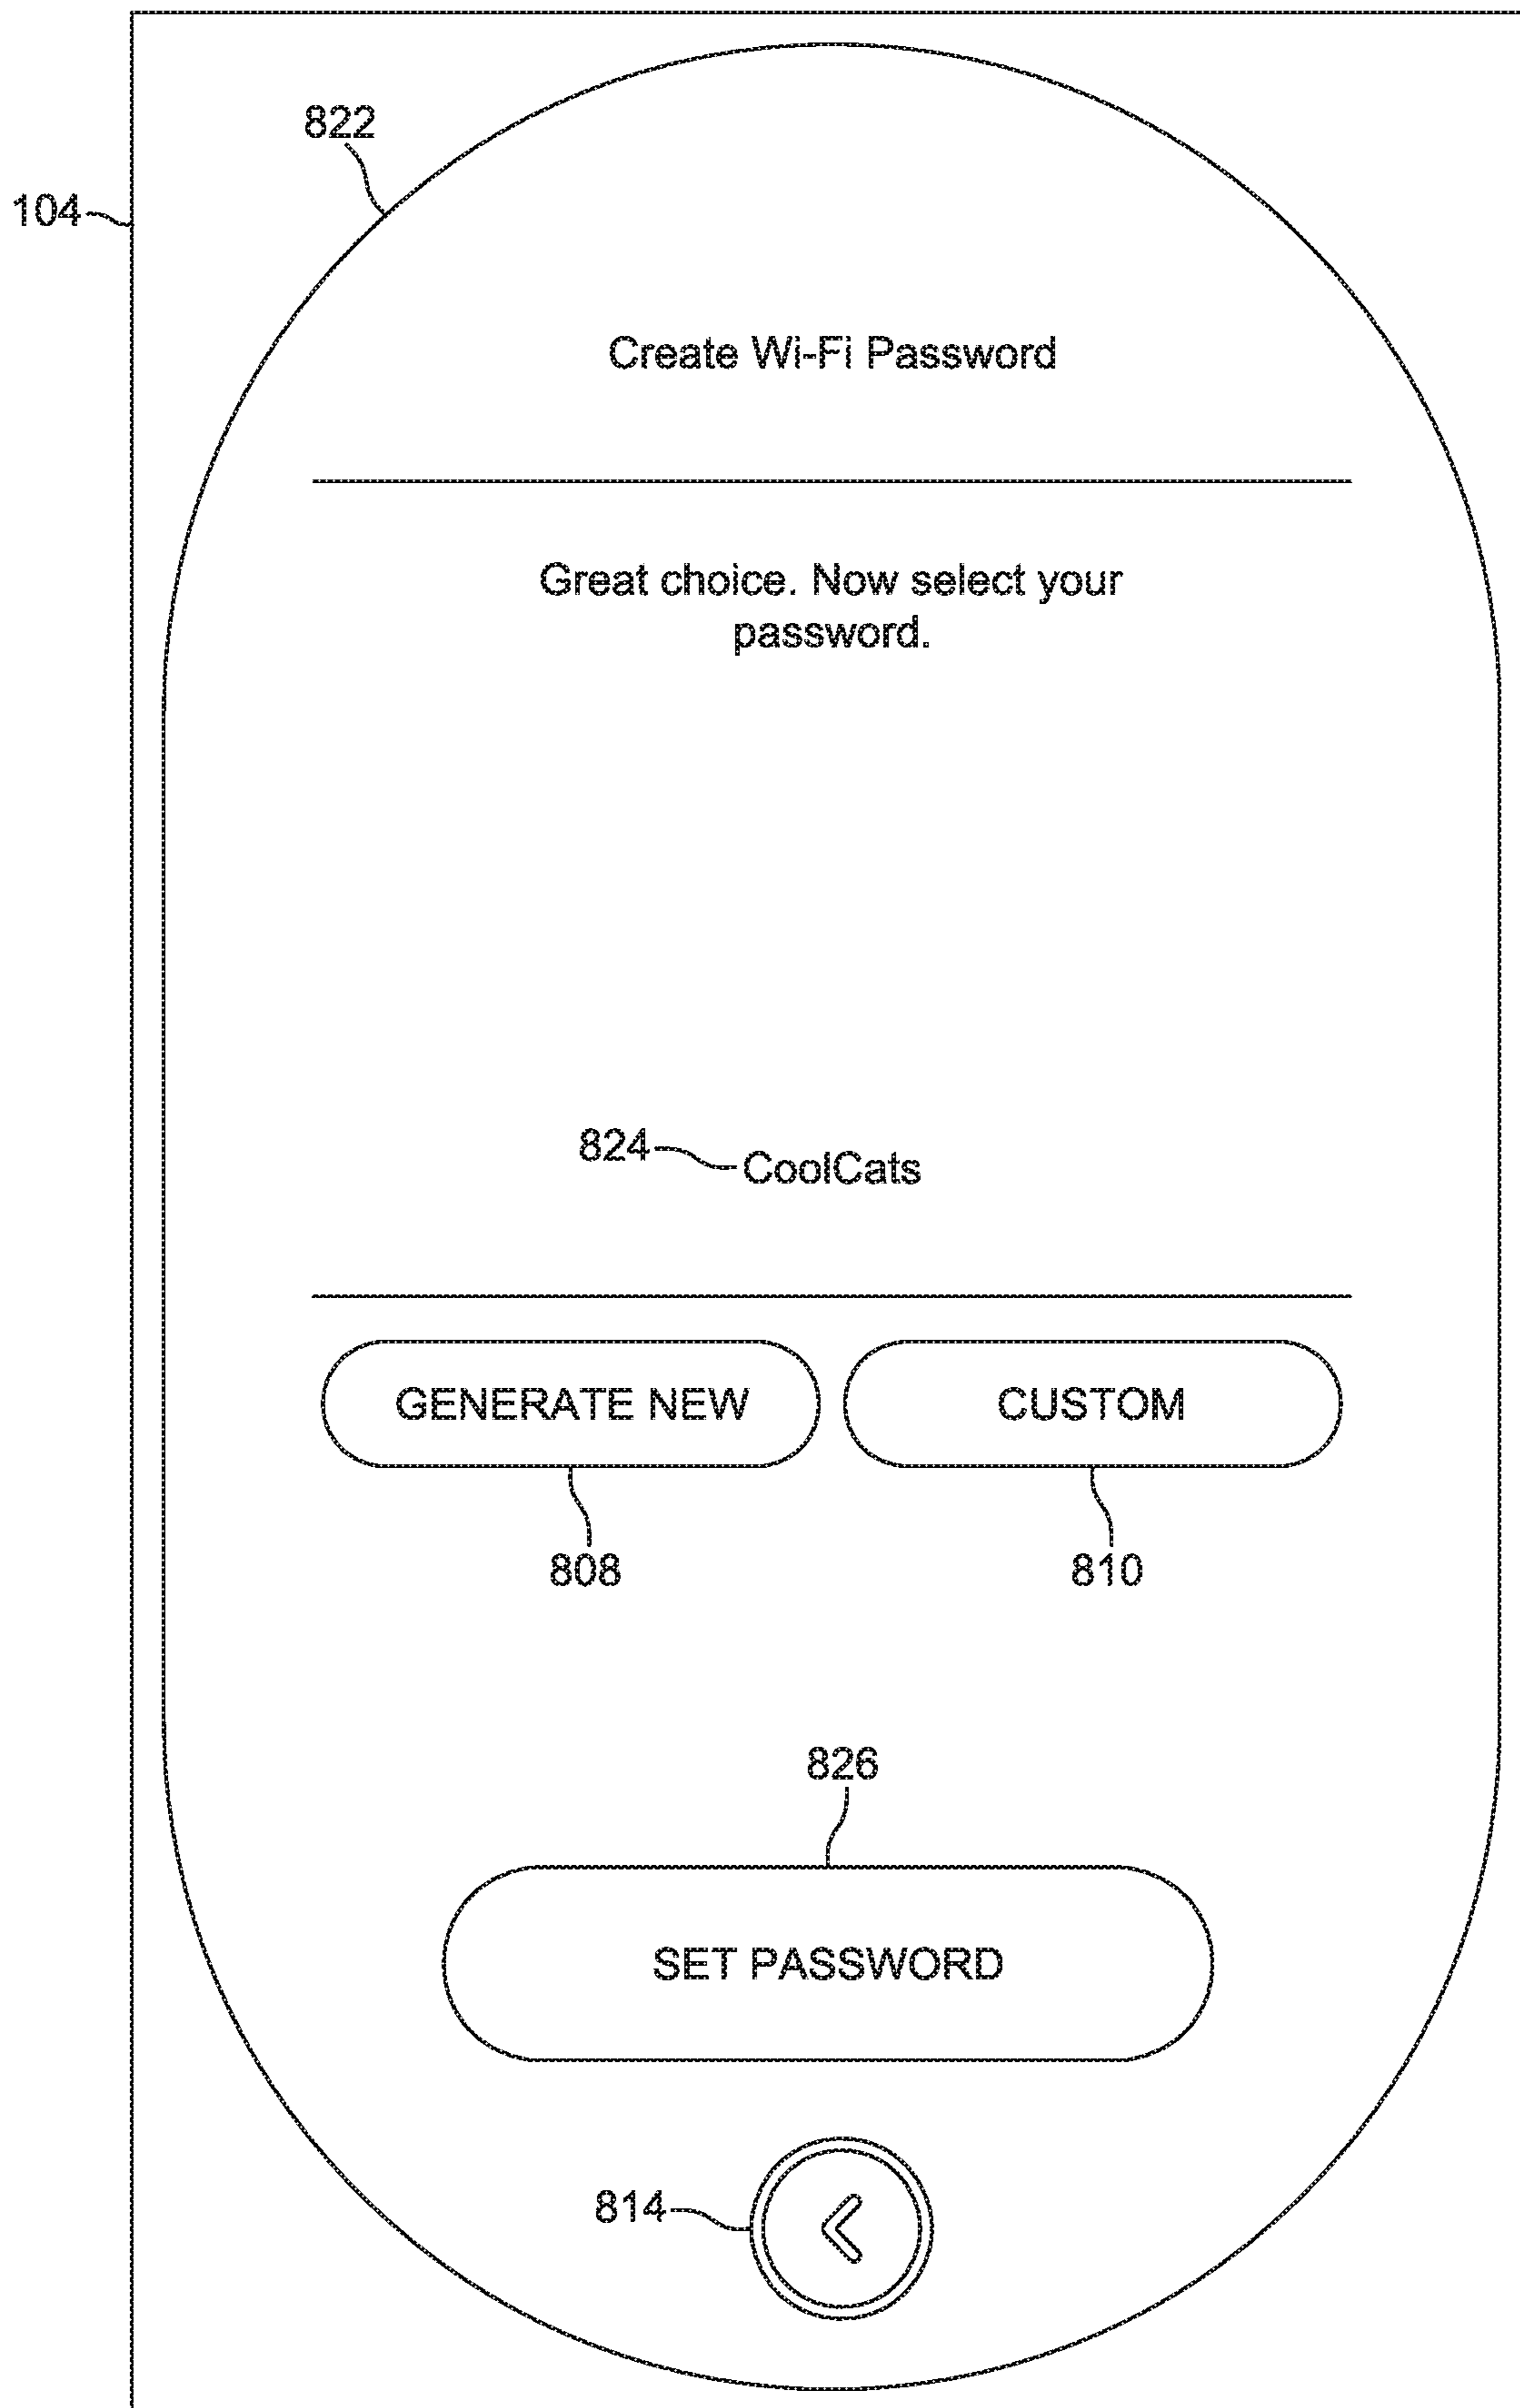 822
104
Create Wi-Fi Password
Great choice. Now select your
password.
824
CoolCats
GENERATE NEW
CUSTOM
808
810
826
SET PASSWORD
814